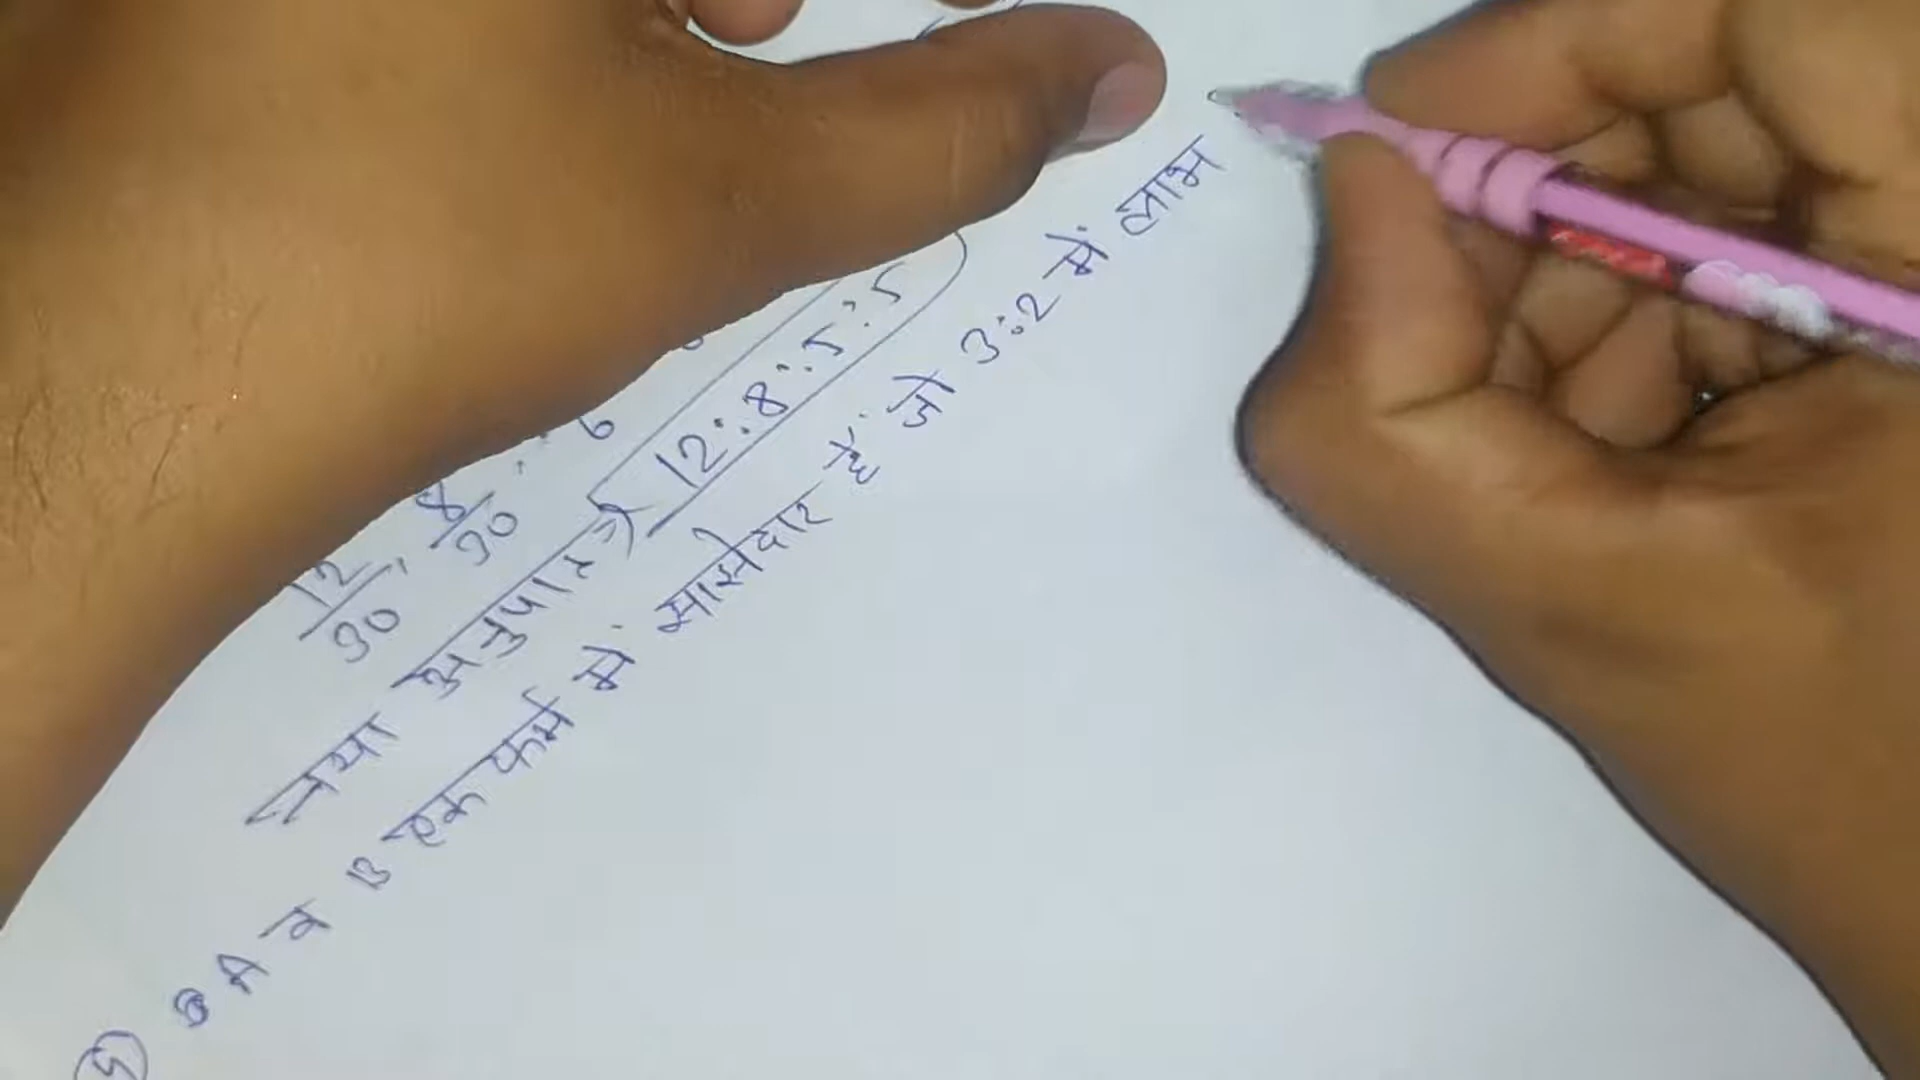 12/30, 8/30, 6
नया अनुपात ⇒ 12:8:5:5
5) A व B एक फर्म में साझेदार हैं जो 3:2 में लाभ